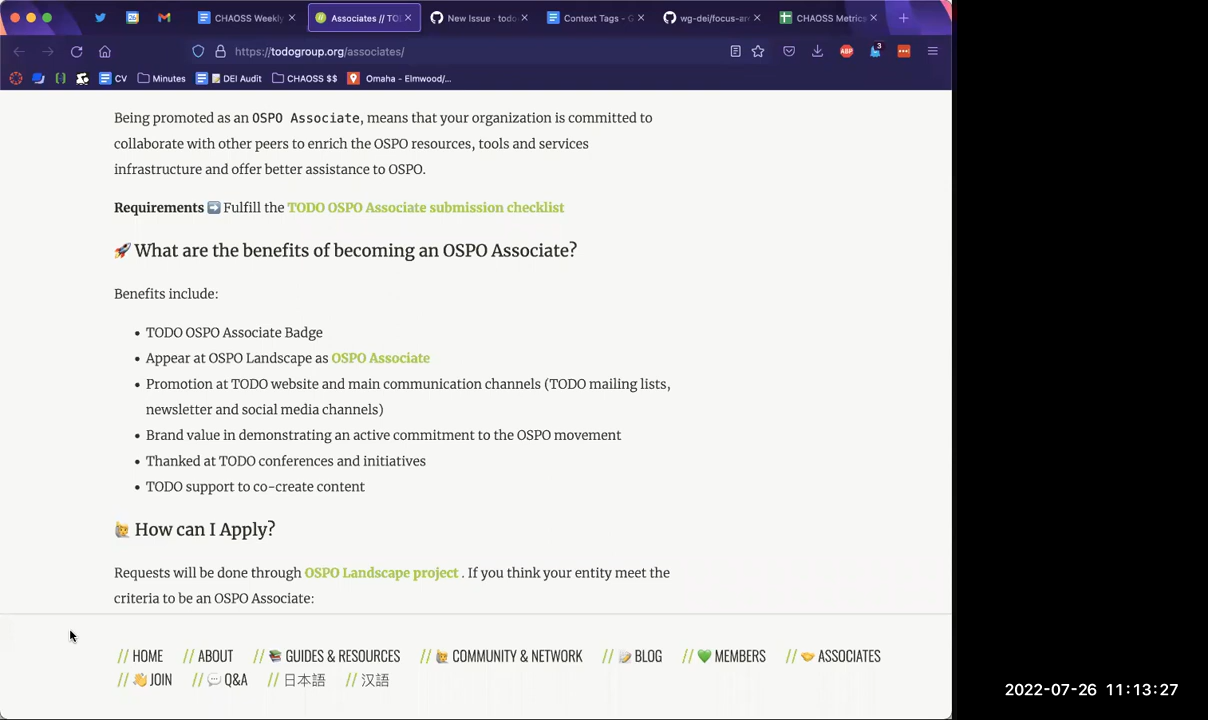 CHAOSS Weekly
Associates // TO
New Issue · todo
Context Tags - G
wg-dei/focus-are
CHAOSS Metrics
https://todogroup.org/associates/
ABP
3
CV
Minutes
DEI Audit
CHAOSS $$
Omaha - Elmwood/...
Being promoted as an OSPO Associate, means that your organization is committed to
collaborate with other peers to enrich the OSPO resources, tools and services
infrastructure and offer better assistance to OSPO.
Requirements ➡️ Fulfill the TODO OSPO Associate submission checklist
🚀 What are the benefits of becoming an OSPO Associate?
Benefits include:
• TODO OSPO Associate Badge
• Appear at OSPO Landscape as OSPO Associate
• Promotion at TODO website and main communication channels (TODO mailing lists,
newsletter and social media channels)
• Brand value in demonstrating an active commitment to the OSPO movement
• Thanked at TODO conferences and initiatives
• TODO support to co-create content
🙋 How can I Apply?
Requests will be done through OSPO Landscape project . If you think your entity meet the
criteria to be an OSPO Associate:
// HOME // ABOUT // 📚 GUIDES & RESOURCES // 🙋 COMMUNITY & NETWORK // 📝 BLOG // 💚 MEMBERS // 🤝 ASSOCIATES
// 👋 JOIN // 💬 Q&A // 日本語 // 汉语
2022-07-26 11:13:27